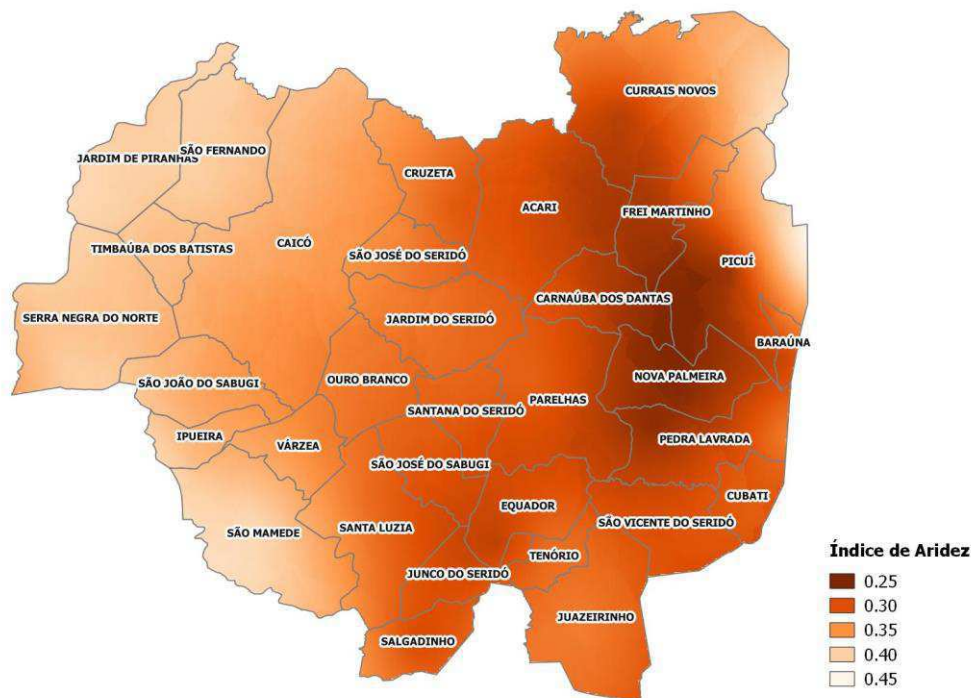 CURRAIS NOVOS
SÃO FERNANDO
JARDIM DE PIRANHAS
CRUZETA
ACARI
FREI MARTINHO
TIMBAÚBA DOS BATISTAS
CAICÓ
SÃO JOSÉ DO SERIDÓ
PICUÍ
CARNAÚBA DOS DANTAS
SERRA NEGRA DO NORTE
JARDIM DO SERIDÓ
BARAÚNA
SÃO JOÃO DO SABUGI
OURO BRANCO
NOVA PALMEIRA
PARELHAS
SANTANA DO SERIDÓ
IPUEIRA
VÁRZEA
PEDRA LAVRADA
SÃO JOSÉ DO SABUGI
CUBATI
EQUADOR
SÃO VICENTE DO SERIDÓ
SÃO MAMEDE
SANTA LUZIA
TENÓRIO
JUNCO DO SERIDÓ
JUAZEIRINHO
SALGADINHO
Índice de Aridez
0.25
0.30
0.35
0.40
0.45